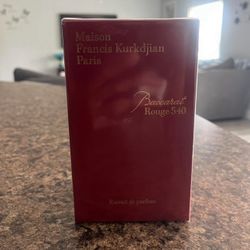 Maison
Francis Kurkdjian
Paris
Baccarat
Rouge 540
Extrait de parfum